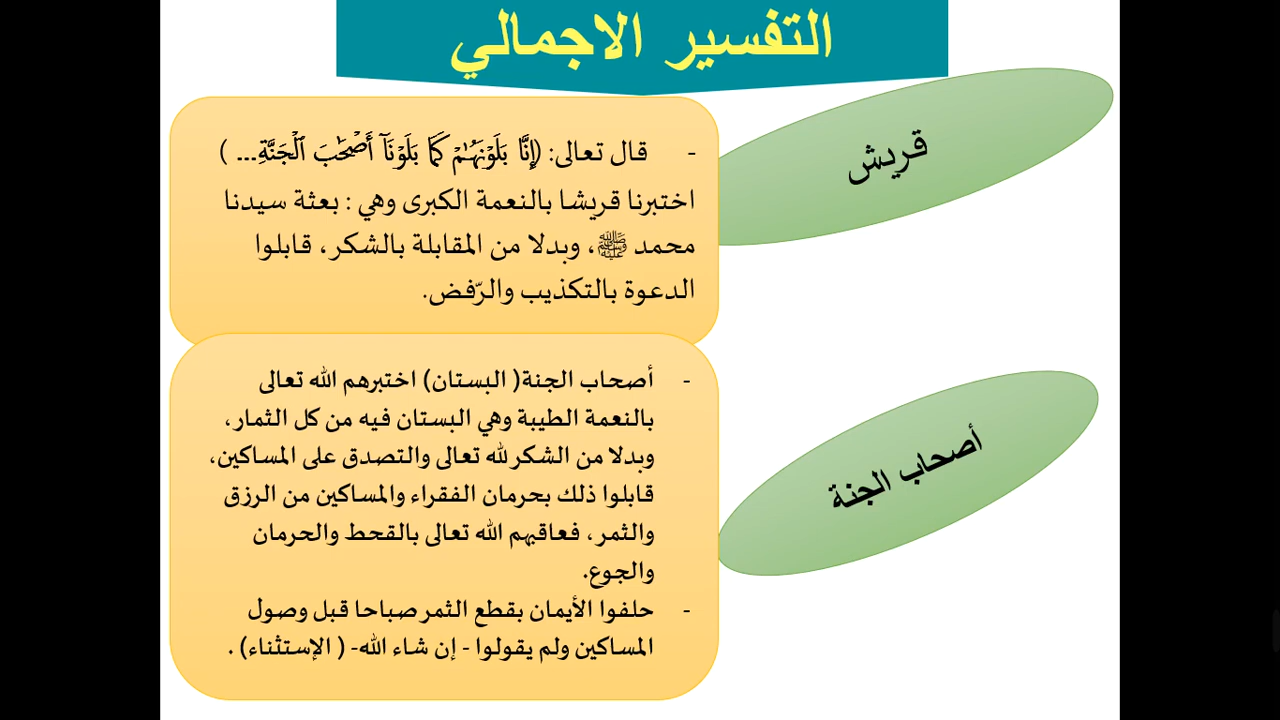 التفسير الاجمالي
قريش
- قال تعالى: (إِنَّا بَلَوْنَٰهُمْ كَمَا بَلَوْنَآ أَصْحَٰبَ ٱلْجَنَّةِ... )
اختبرنا قريشا بالنعمة الكبرى وهي : بعثة سيدنا
محمد ﷺ، وبدلا من المقابلة بالشكر، قابلوا
الدعوة بالتكذيب والرّفض.
أصحاب الجنة
- أصحاب الجنة( البستان) اختبرهم الله تعالى
بالنعمة الطيبة وهي البستان فيه من كل الثمار،
وبدلا من الشكر لله تعالى والتصدق على المساكين،
قابلوا ذلك بحرمان الفقراء والمساكين من الرزق
والثمر، فعاقبهم الله تعالى بالقحط والحرمان
والجوع.
- حلفوا الأيمان بقطع الثمر صباحا قبل وصول
المساكين ولم يقولوا - إن شاء الله- ( الإستثناء) .